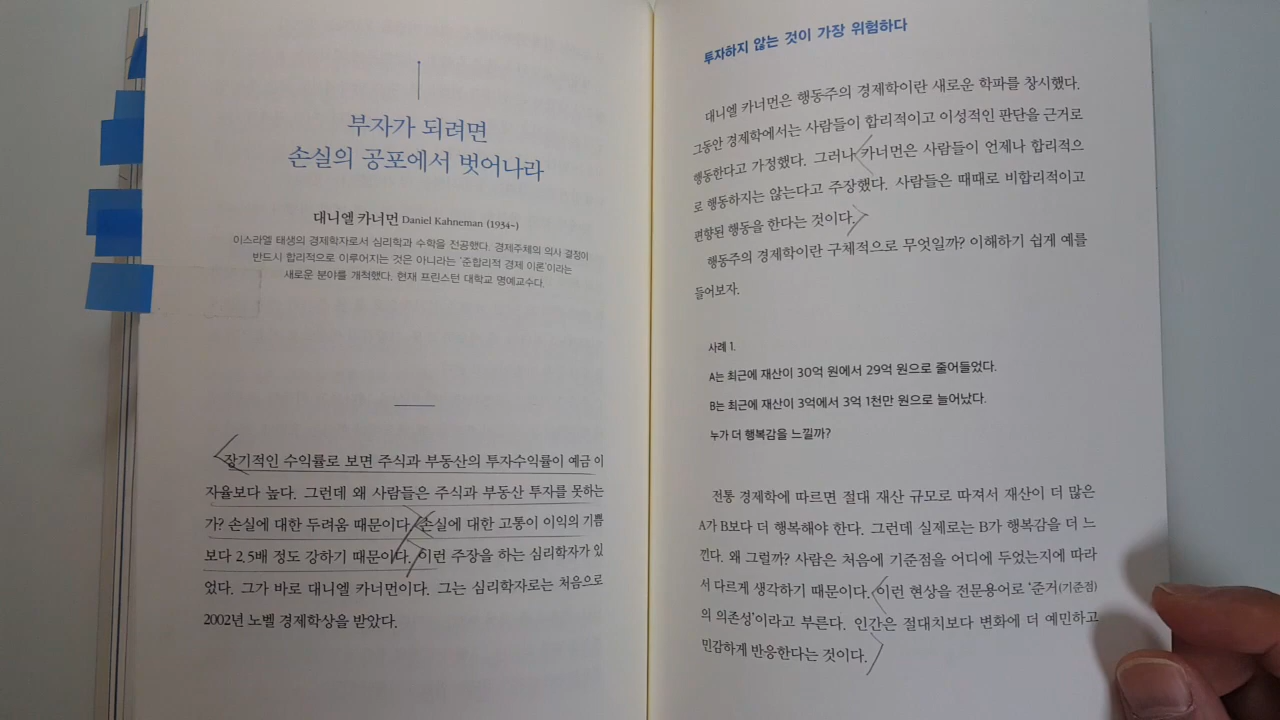 부자가 되려면
손실의 공포에서 벗어나라
대니엘 카너먼 Daniel Kahneman (1934~)
이스라엘 태생의 경제학자로서 심리학과 수학을 전공했다. 경제주체의 의사 결정이
반드시 합리적으로 이루어지는 것은 아니라는 '준합리적 경제 이론'이라는
새로운 분야를 개척했다. 현재 프린스턴 대학교 명예교수다.
장기적인 수익률로 보면 주식과 부동산의 투자수익률이 예금 이
자율보다 높다. 그런데 왜 사람들은 주식과 부동산 투자를 못하는
가? 손실에 대한 두려움 때문이다. 손실에 대한 고통이 이익의 기쁨
보다 2.5배 정도 강하기 때문이다. 이런 주장을 하는 심리학자가 있
었다. 그가 바로 대니엘 카너먼이다. 그는 심리학자로는 처음으로
2002년 노벨 경제학상을 받았다.
투자하지 않는 것이 가장 위험하다
대니엘 카너먼은 행동주의 경제학이란 새로운 학파를 창시했다.
그동안 경제학에서는 사람들이 합리적이고 이성적인 판단을 근거로
행동한다고 가정했다. 그러나 카너먼은 사람들이 언제나 합리적으
로 행동하지는 않는다고 주장했다. 사람들은 때때로 비합리적이고
편향된 행동을 한다는 것이다.
행동주의 경제학이란 구체적으로 무엇일까? 이해하기 쉽게 예를
들어보자.
사례 1.
A는 최근에 재산이 30억 원에서 29억 원으로 줄어들었다.
B는 최근에 재산이 3억에서 3억 1천만 원으로 늘어났다.
누가 더 행복감을 느낄까?
전통 경제학에 따르면 절대 재산 규모로 따져서 재산이 더 많은
A가 B보다 더 행복해야 한다. 그런데 실제로는 B가 행복감을 더 느
낀다. 왜 그럴까? 사람은 처음에 기준점을 어디에 두었는지에 따라
서 다르게 생각하기 때문이다. 이런 현상을 전문용어로 '준거(기준점)
의 의존성'이라고 부른다. 인간은 절대치보다 변화에 더 예민하고
민감하게 반응한다는 것이다.